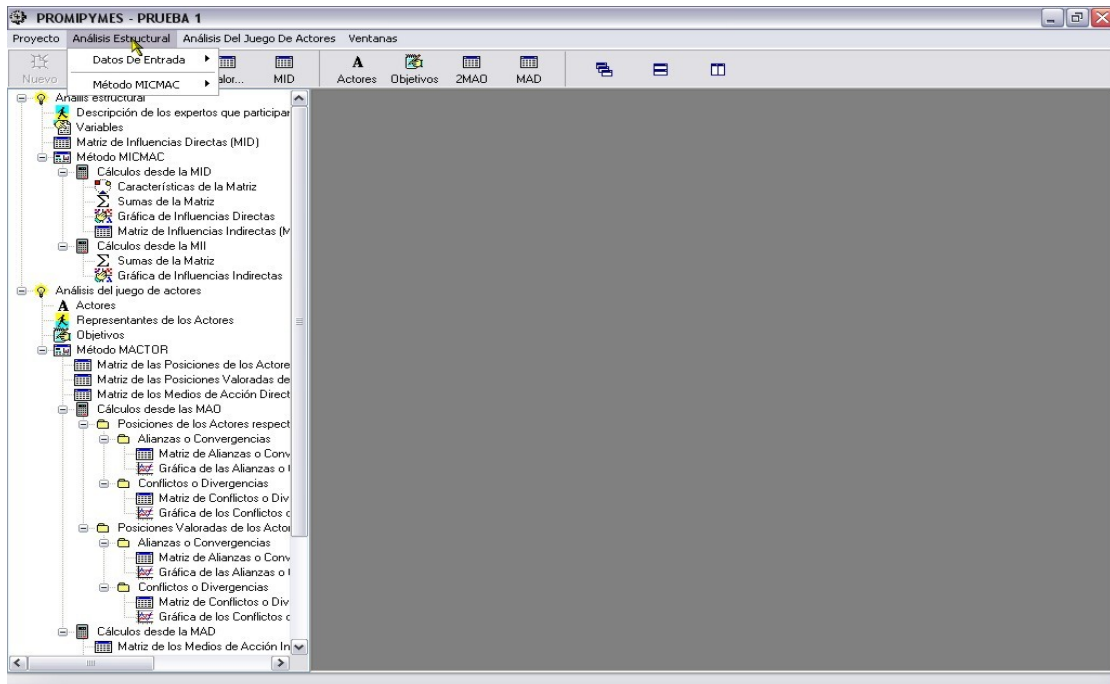 PROMIPYMES - PRUEBA 1
Proyecto Análisis Estructural Análisis Del Juego De Actores Ventanas
Datos De Entrada
Método MICMAC
Nuevo alor... MID Actores Objetivos 2MAO MAD
Analiis estructural
Descripción de los expertos que participar
Variables
Matriz de Influencias Directas (MID)
Método MICMAC
Cálculos desde la MID
Características de la Matriz
Sumas de la Matriz
Gráfica de Influencias Directas
Matriz de Influencias Indirectas (M
Cálculos desde la MII
Sumas de la Matriz
Gráfica de Influencias Indirectas
Análisis del juego de actores
Actores
Representantes de los Actores
Objetivos
Método MACTOR
Matriz de las Posiciones de los Actore
Matriz de las Posiciones Valoradas de
Matriz de los Medios de Acción Direct
Cálculos desde las MAO
Posiciones de los Actores respect
Alianzas o Convergencias
Matriz de Alianzas o Conv
Gráfica de las Alianzas o
Conflictos o Divergencias
Matriz de Conflictos o Div
Gráfica de los Conflictos
Posiciones Valoradas de los Actor
Alianzas o Convergencias
Matriz de Alianzas o Conv
Gráfica de las Alianzas o
Conflictos o Divergencias
Matriz de Conflictos o Div
Gráfica de los Conflictos
Cálculos desde la MAD
Matriz de los Medios de Acción In